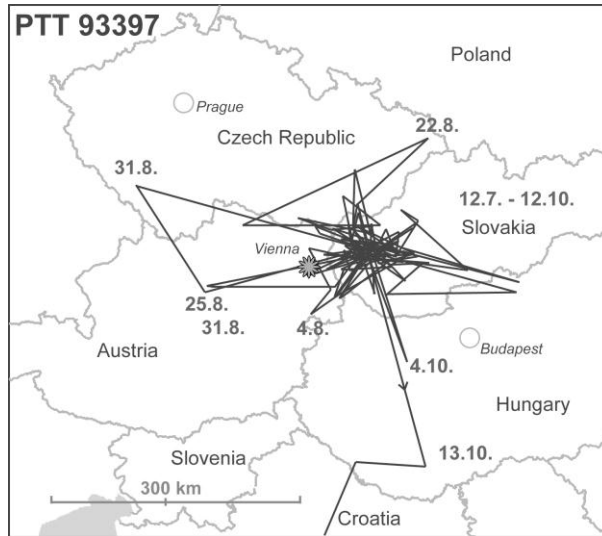 PTT 93397
Poland
Prague
Czech Republic
22.8.
31.8.
12.7. - 12.10.
Slovakia
Vienna
25.8.
31.8.
4.8.
Budapest
Austria
4.10.
Hungary
Slovenia
13.10.
300 km
Croatia